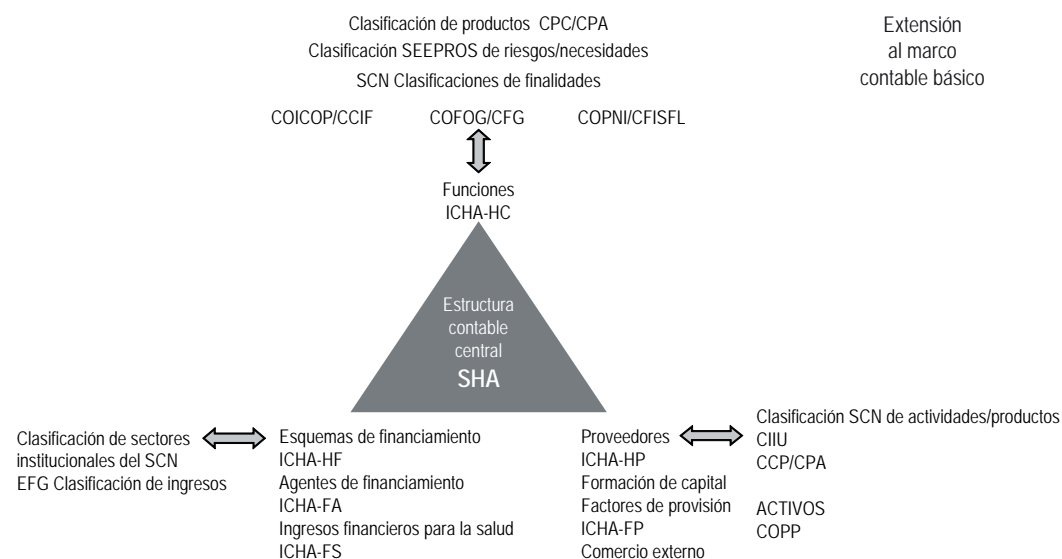 Clasificación de productos CPC/CPA
Clasificación SEEPROS de riesgos/necesidades
SCN Clasificaciones de finalidades
COICOP/CCIF
COFOG/CFG
COPNI/CFISFL
Extensión
al marco
contable básico
Funciones
ICHA-HC
Estructura
contable
central
SHA
Clasificación de sectores
institucionales del SCN
EFG Clasificación de ingresos
Esquemas de financiamiento
ICHA-HF
Agentes de financiamiento
ICHA-FA
Ingresos financieros para la salud
ICHA-FS
Proveedores
ICHA-HP
Formación de capital
Factores de provisión
ICHA-FP
Comercio externo
Clasificación SCN de actividades/productos
CIIU
CCP/CPA
ACTIVOS
COPP